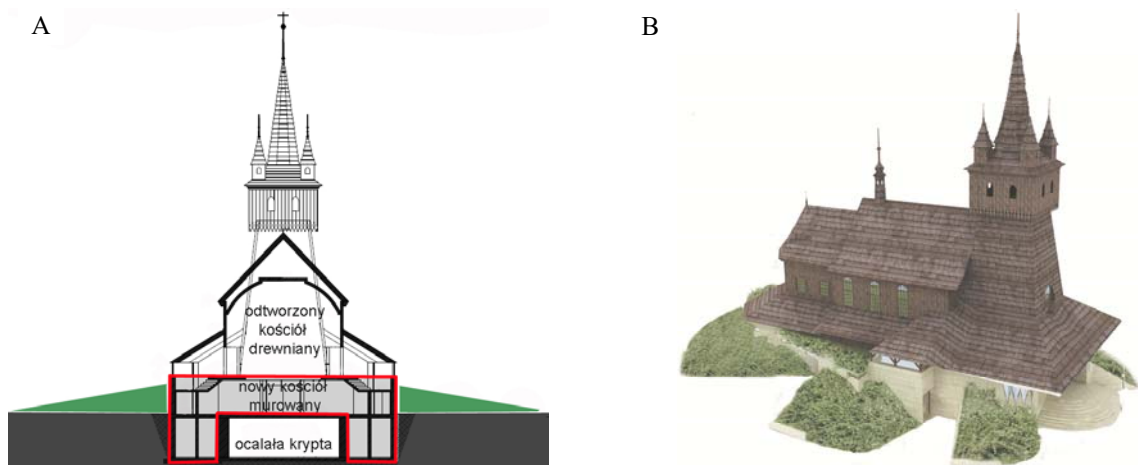 A
B
odtworzony
kościół
drewniany
nowy kościół
murowany
ocalała krypta